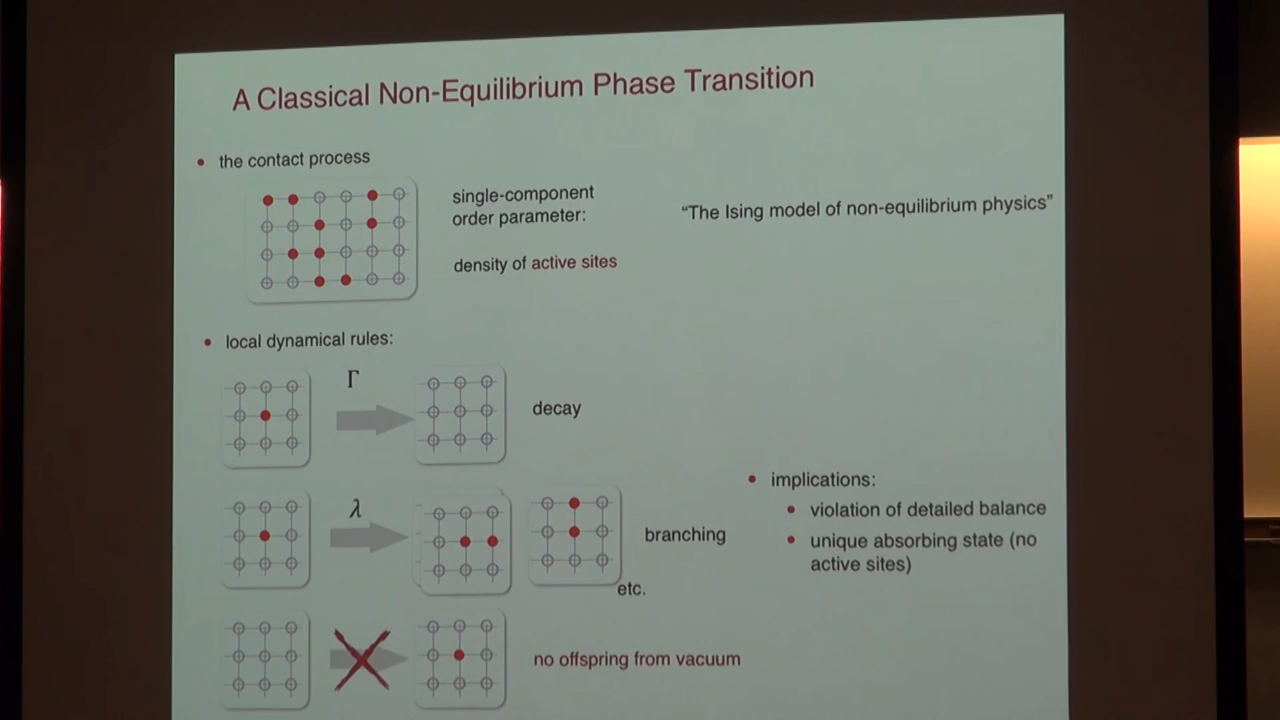 A Classical Non-Equilibrium Phase Transition
• the contact process
single-component
order parameter:
"The Ising model of non-equilibrium physics"
density of active sites
• local dynamical rules:
Γ
decay
λ
branching
etc.
no offspring from vacuum
• implications:
• violation of detailed balance
• unique absorbing state (no
active sites)